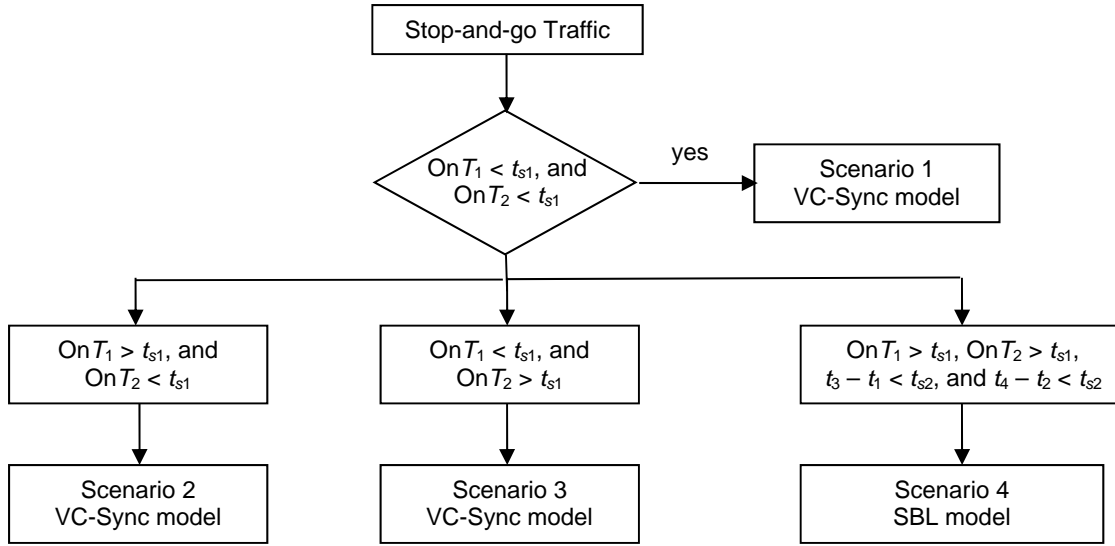 Stop-and-go Traffic
OnT₁ < tₛ₁, and
OnT₂ < tₛ₁
yes
Scenario 1
VC-Sync model
OnT₁ > tₛ₁, and
OnT₂ < tₛ₁
OnT₁ < tₛ₁, and
OnT₂ > tₛ₁
OnT₁ > tₛ₁, OnT₂ > tₛ₁,
t₃ – t₁ < tₛ₂, and t₄ – t₂ < tₛ₂
Scenario 2
VC-Sync model
Scenario 3
VC-Sync model
Scenario 4
SBL model